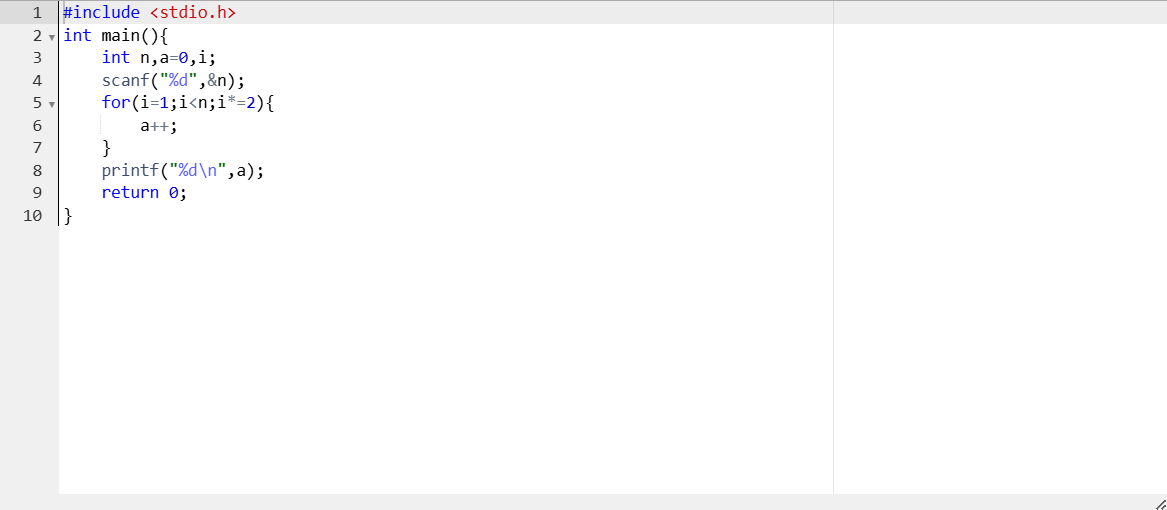 1 #include <stdio.h>
2 int main(){
3     int n,a=0,i;
4     scanf("%d",&n);
5     for(i=1;i<n;i*=2){
6         a++;
7     }
8     printf("%d\n",a);
9     return 0;
10 }